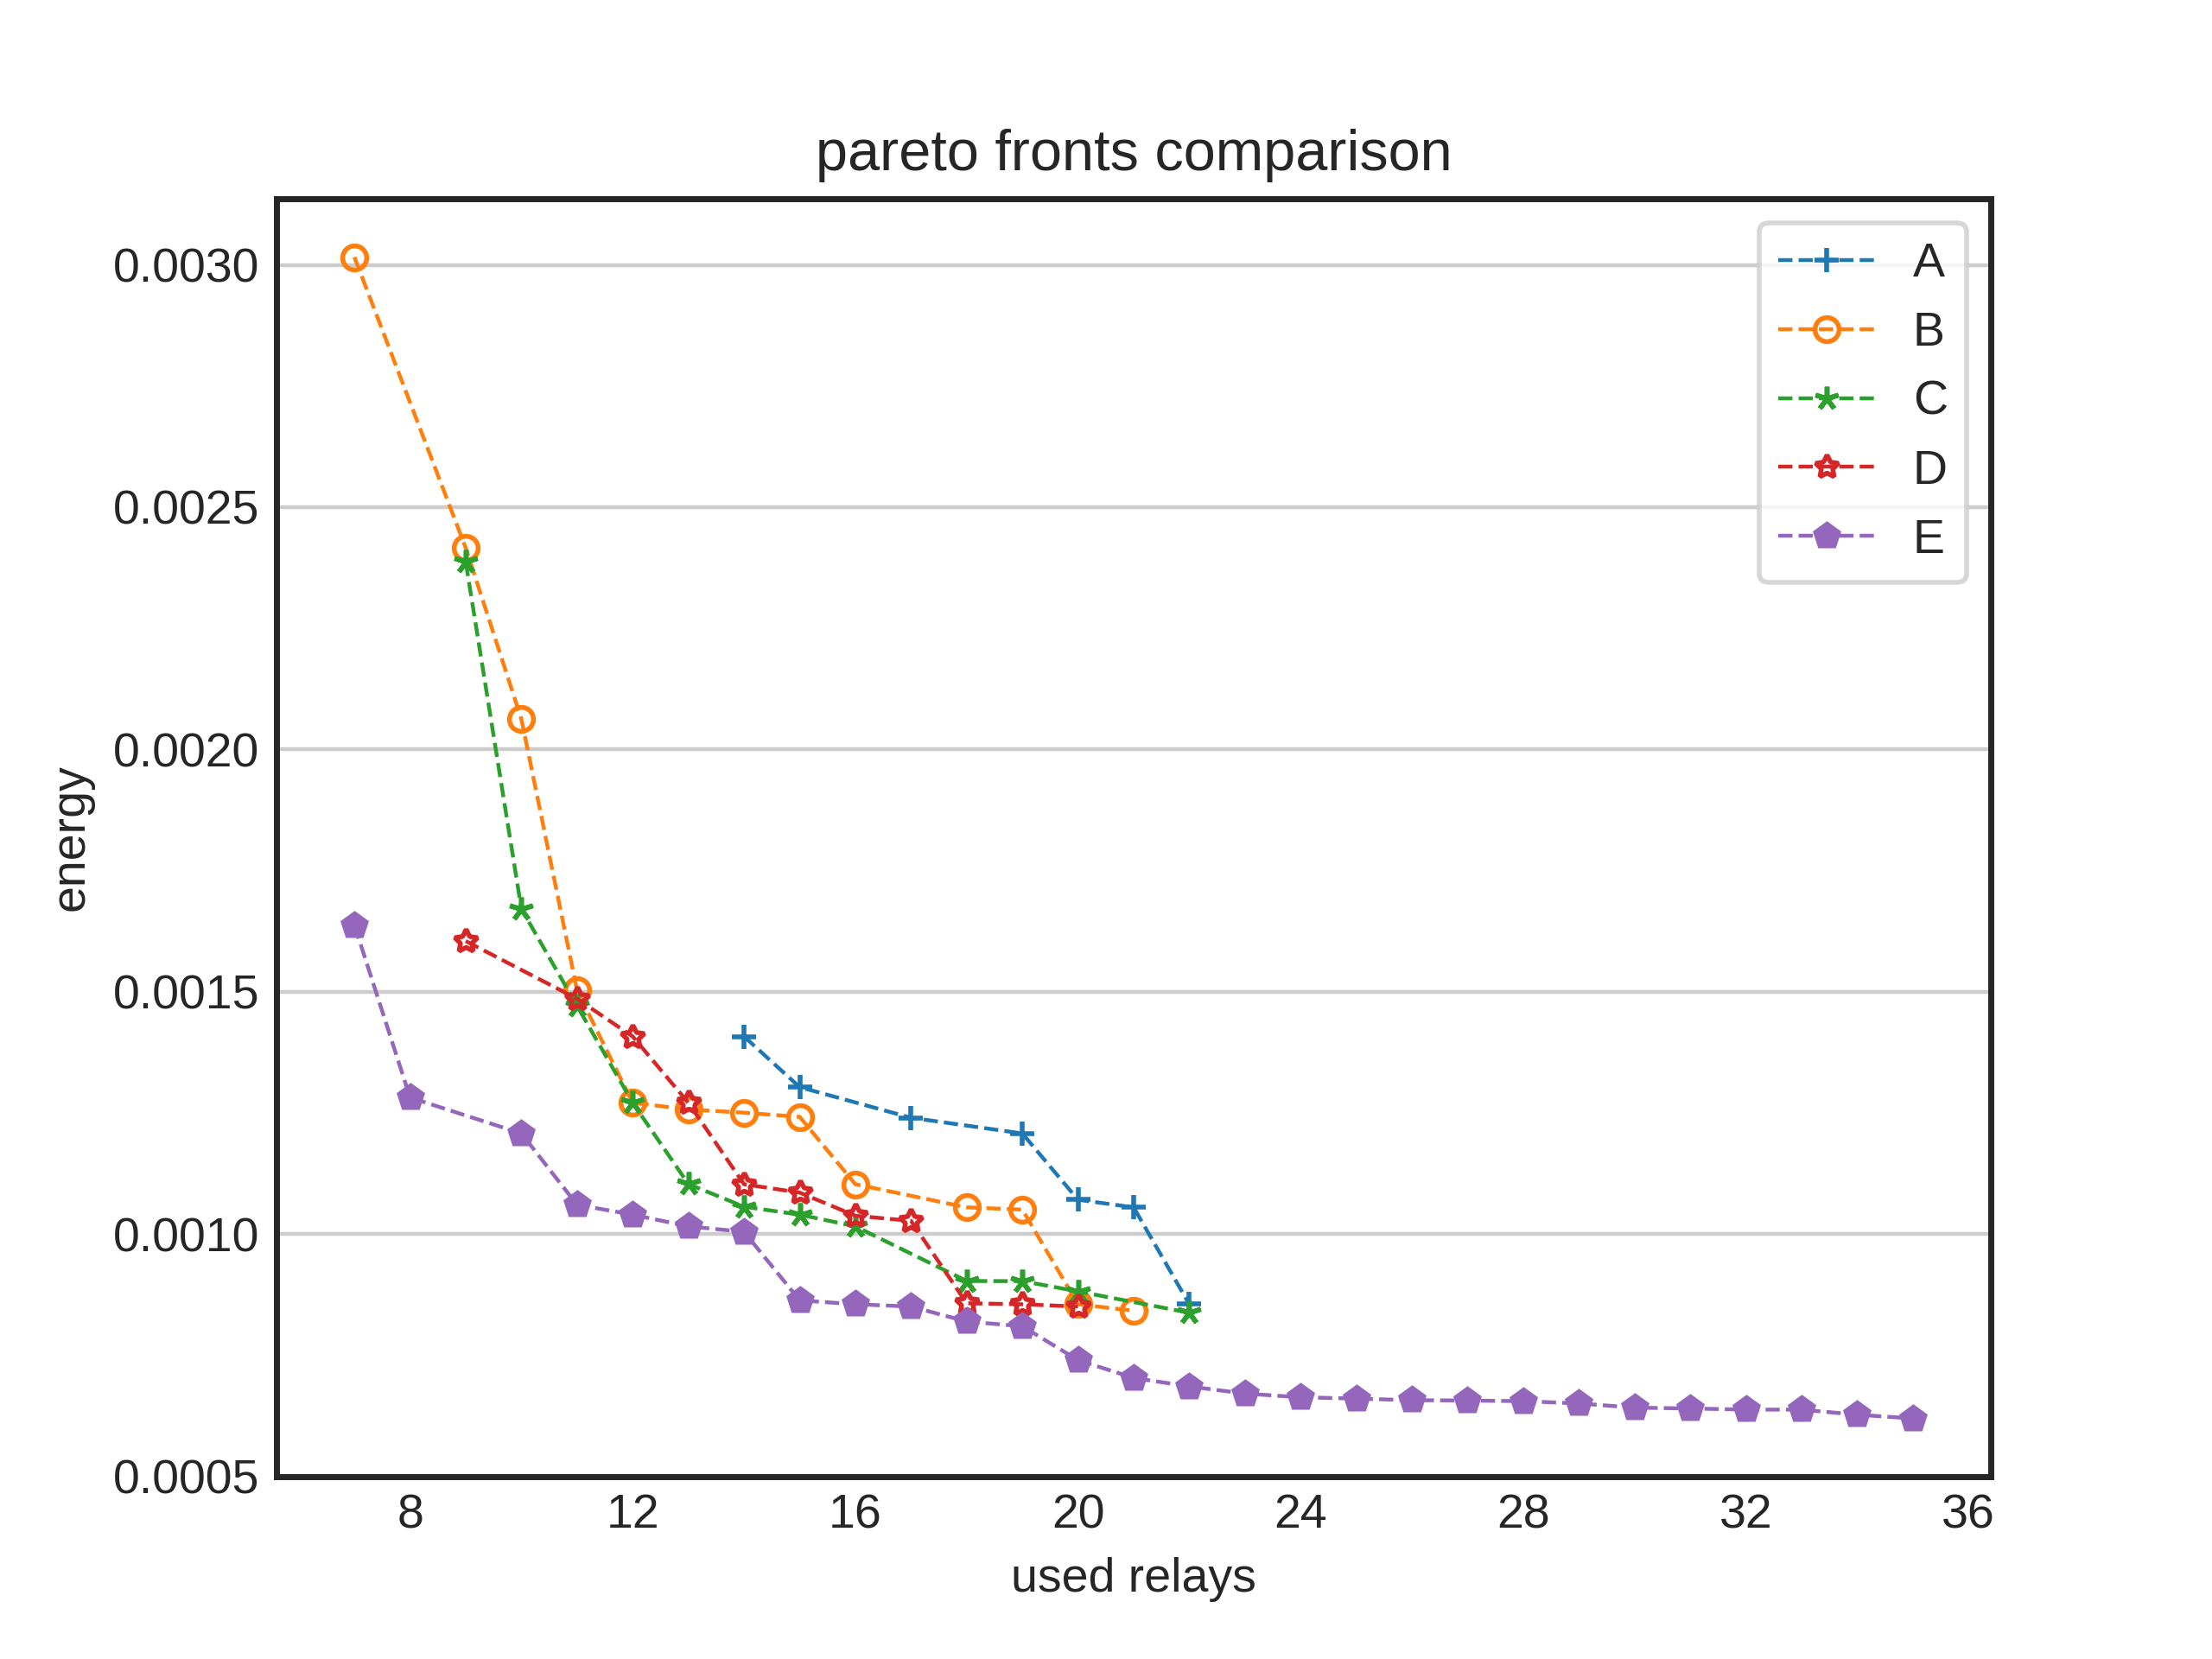 pareto fronts comparison
0.0030
0.0025
0.0020
0.0015
0.0010
0.0005
energy
8 12 16 20 24 28 32 36
used relays
A
B
C
D
E